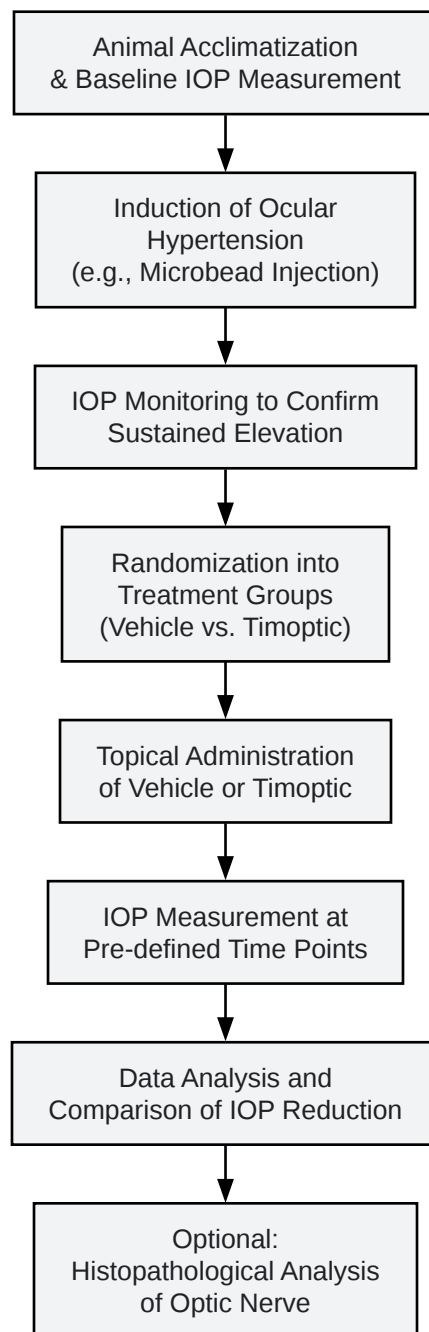 Animal Acclimatization
& Baseline IOP Measurement
Induction of Ocular
Hypertension
(e.g., Microbead Injection)
IOP Monitoring to Confirm
Sustained Elevation
Randomization into
Treatment Groups
(Vehicle vs. Timoptic)
Topical Administration
of Vehicle or Timoptic
IOP Measurement at
Pre-defined Time Points
Data Analysis and
Comparison of IOP Reduction
Optional:
Histopathological Analysis
of Optic Nerve